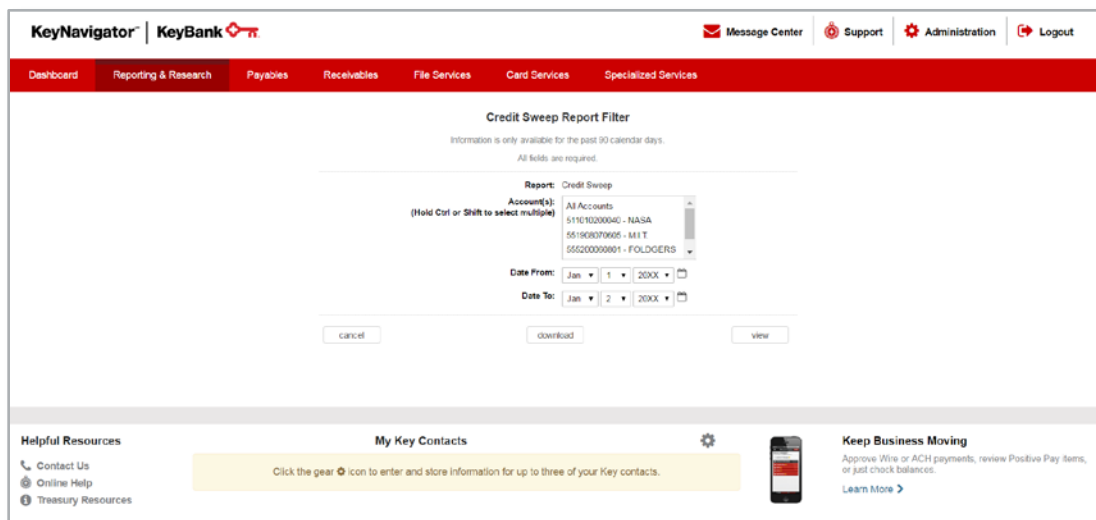 KeyNavigator℠ | KeyBank
Message Center
Support
Administration
Logout
Dashboard
Reporting & Research
Payables
Receivables
File Services
Card Services
Specialized Services
Credit Sweep Report Filter
Information is only available for the past 90 calendar days.
All fields are required.
Report: Credit Sweep
Account(s):
(Hold Ctrl or Shift to select multiple)
All Accounts
511010200040 - NASA
551908070605 - M.I.T.
555200060801 - FOLDGERS
Date From: Jan 1 20XX
Date To: Jan 2 20XX
cancel
download
view
Helpful Resources
Contact Us
Online Help
Treasury Resources
My Key Contacts
Click the gear icon to enter and store information for up to three of your Key contacts.
Keep Business Moving
Approve Wire or ACH payments, review Positive Pay items,
or just check balances.
Learn More